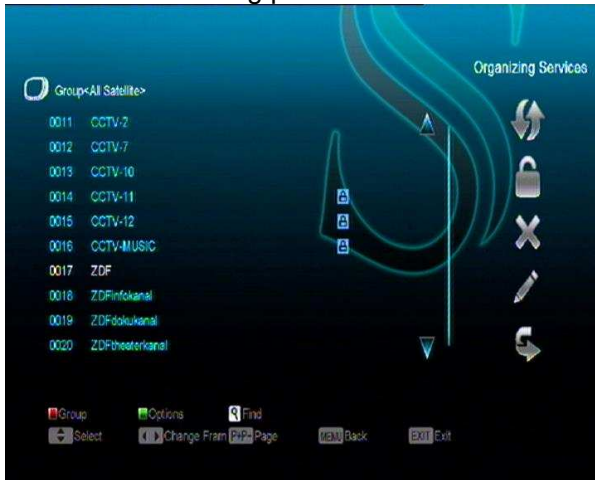 Organizing Services
Group<All Satellite>
0011 CCTV-2
0012 CCTV-7
0013 CCTV-10
0014 CCTV-11
0015 CCTV-12
0016 CCTV-MUSIC
0017 ZDF
0018 ZDFinfokanal
0019 ZDFdokukanal
0020 ZDFtheaterkanal
Group Options Find
Select Change Fram P+P- Page MENU Back EXIT Exit